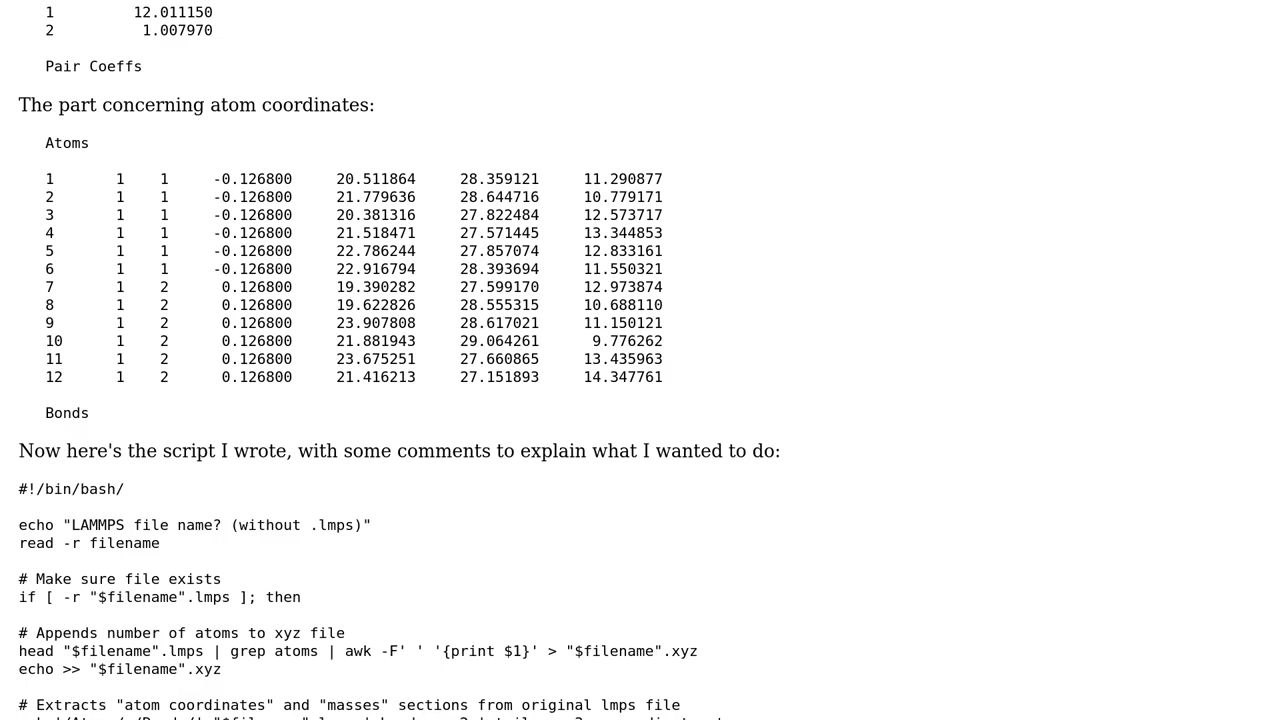 1         12.011150
2          1.007970
Pair Coeffs
The part concerning atom coordinates:
Atoms
1       1    1     -0.126800     20.511864     28.359121     11.290877
2       1    1     -0.126800     21.779636     28.644716     10.779171
3       1    1     -0.126800     20.381316     27.822484     12.573717
4       1    1     -0.126800     21.518471     27.571445     13.344853
5       1    1     -0.126800     22.786244     27.857074     12.833161
6       1    1     -0.126800     22.916794     28.393694     11.550321
7       1    2      0.126800     19.390282     27.599170     12.973874
8       1    2      0.126800     19.622826     28.555315     10.688110
9       1    2      0.126800     23.907808     28.617021     11.150121
10      1    2      0.126800     21.881943     29.064261      9.776262
11      1    2      0.126800     23.675251     27.660865     13.435963
12      1    2      0.126800     21.416213     27.151893     14.347761
Bonds
Now here's the script I wrote, with some comments to explain what I wanted to do:
#!/bin/bash/
echo "LAMMPS file name? (without .lmps)"
read -r filename
# Make sure file exists
if [ -r "$filename".lmps ]; then
# Appends number of atoms to xyz file
head "$filename".lmps | grep atoms | awk -F' ' '{print $1}' > "$filename".xyz
echo >> "$filename".xyz
# Extracts "atom coordinates" and "masses" sections from original lmps file